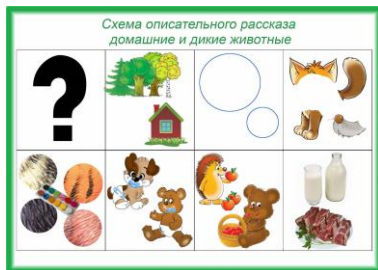 Схема описательного рассказа
домашние и дикие животные
?